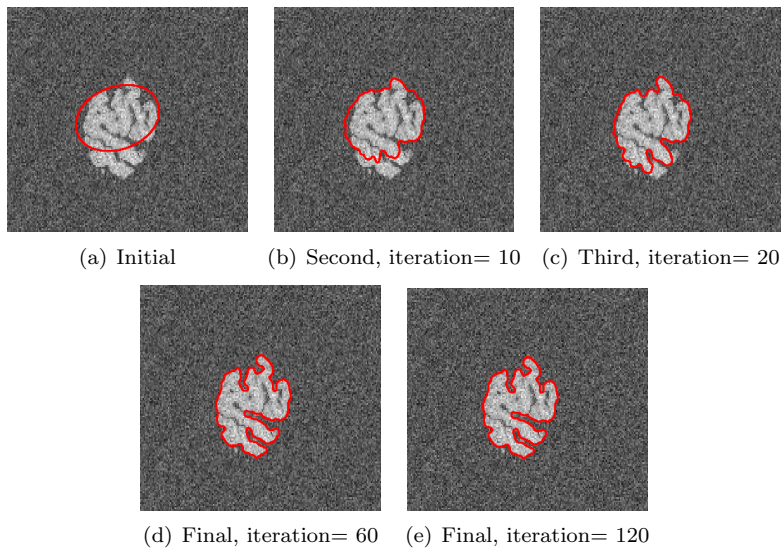 (a) Initial
(b) Second, iteration= 10
(c) Third, iteration= 20
(d) Final, iteration= 60
(e) Final, iteration= 120